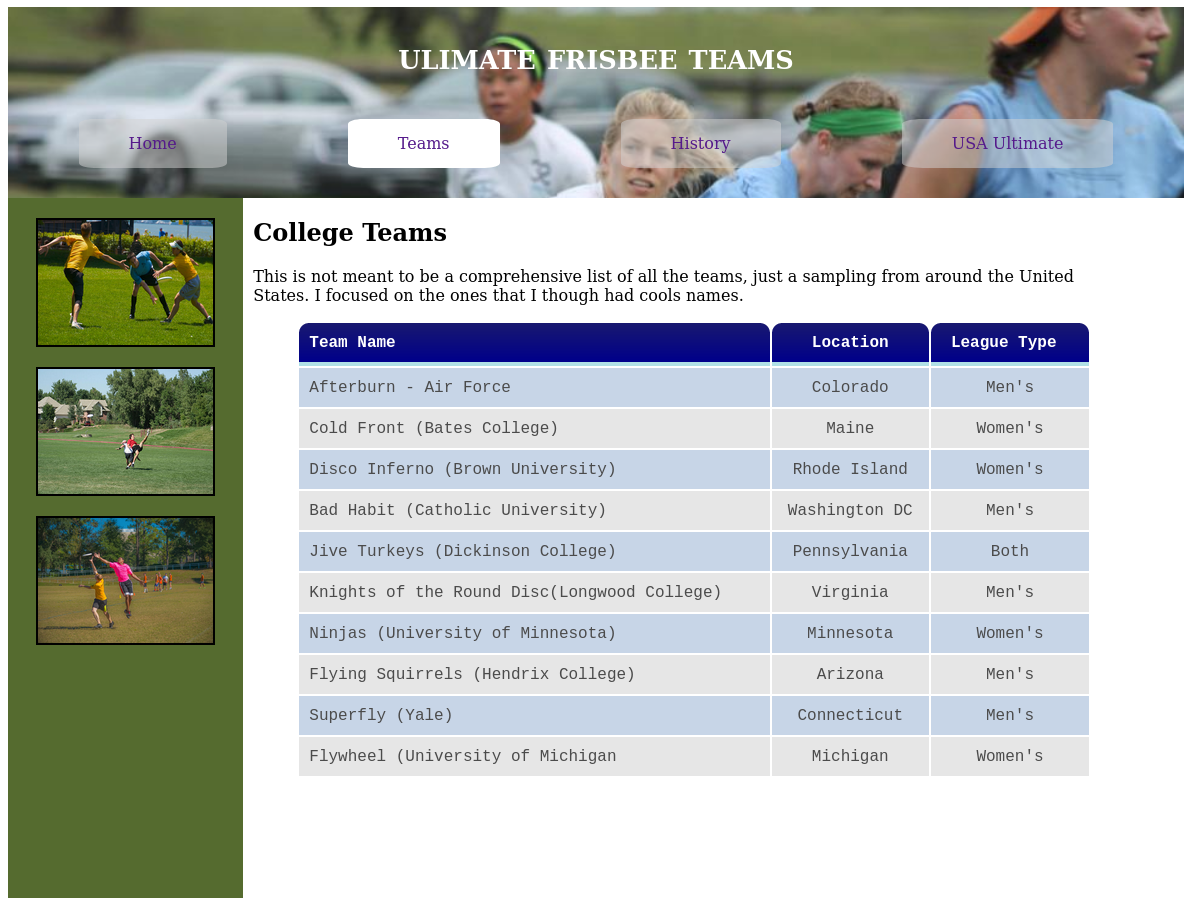 ULIMATE FRISBEE TEAMS
Home Teams History USA Ultimate
College Teams
This is not meant to be a comprehensive list of all the teams, just a sampling from around the United
States. I focused on the ones that I though had cools names.
Team Name Location League Type
Afterburn - Air Force Colorado Men's
Cold Front (Bates College) Maine Women's
Disco Inferno (Brown University) Rhode Island Women's
Bad Habit (Catholic University) Washington DC Men's
Jive Turkeys (Dickinson College) Pennsylvania Both
Knights of the Round Disc(Longwood College) Virginia Men's
Ninjas (University of Minnesota) Minnesota Women's
Flying Squirrels (Hendrix College) Arizona Men's
Superfly (Yale) Connecticut Men's
Flywheel (University of Michigan Michigan Women's